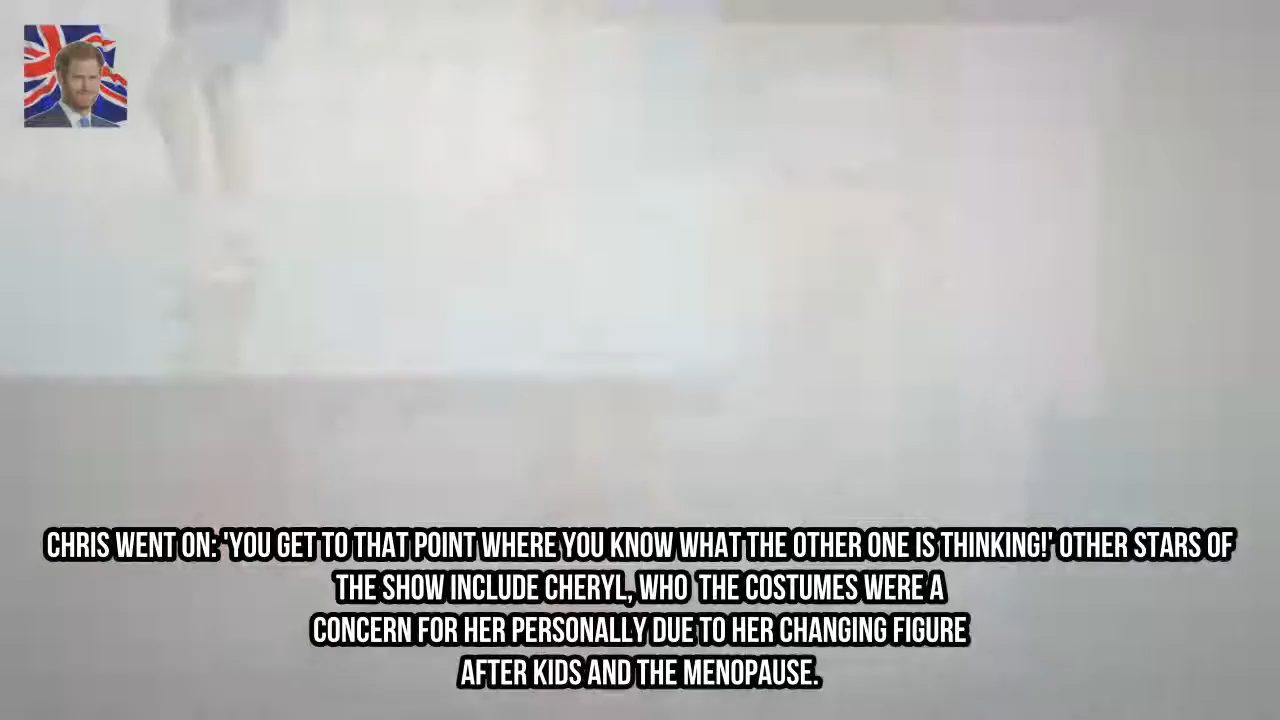 CHRIS WENT ON: 'YOU GET TO THAT POINT WHERE YOU KNOW WHAT THE OTHER ONE IS THINKING!' OTHER STARS OF
THE SHOW INCLUDE CHERYL, WHO THE COSTUMES WERE A
CONCERN FOR HER PERSONALLY DUE TO HER CHANGING FIGURE
AFTER KIDS AND THE MENOPAUSE.